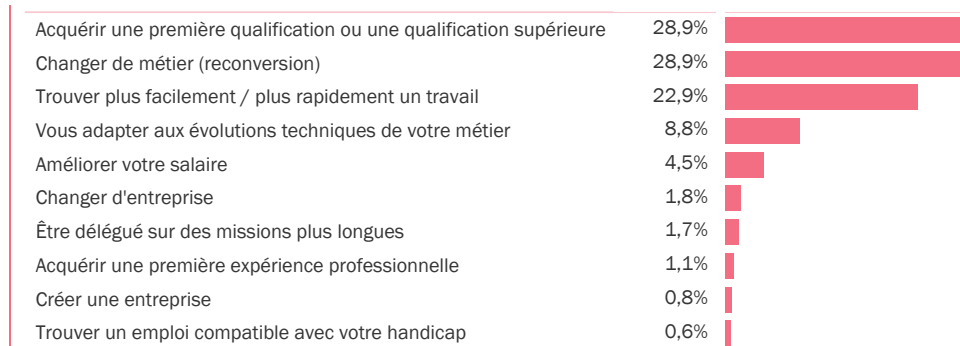 Acquérir une première qualification ou une qualification supérieure 28,9%
Changer de métier (reconversion) 28,9%
Trouver plus facilement / plus rapidement un travail 22,9%
Vous adapter aux évolutions techniques de votre métier 8,8%
Améliorer votre salaire 4,5%
Changer d'entreprise 1,8%
Être délégué sur des missions plus longues 1,7%
Acquérir une première expérience professionnelle 1,1%
Créer une entreprise 0,8%
Trouver un emploi compatible avec votre handicap 0,6%